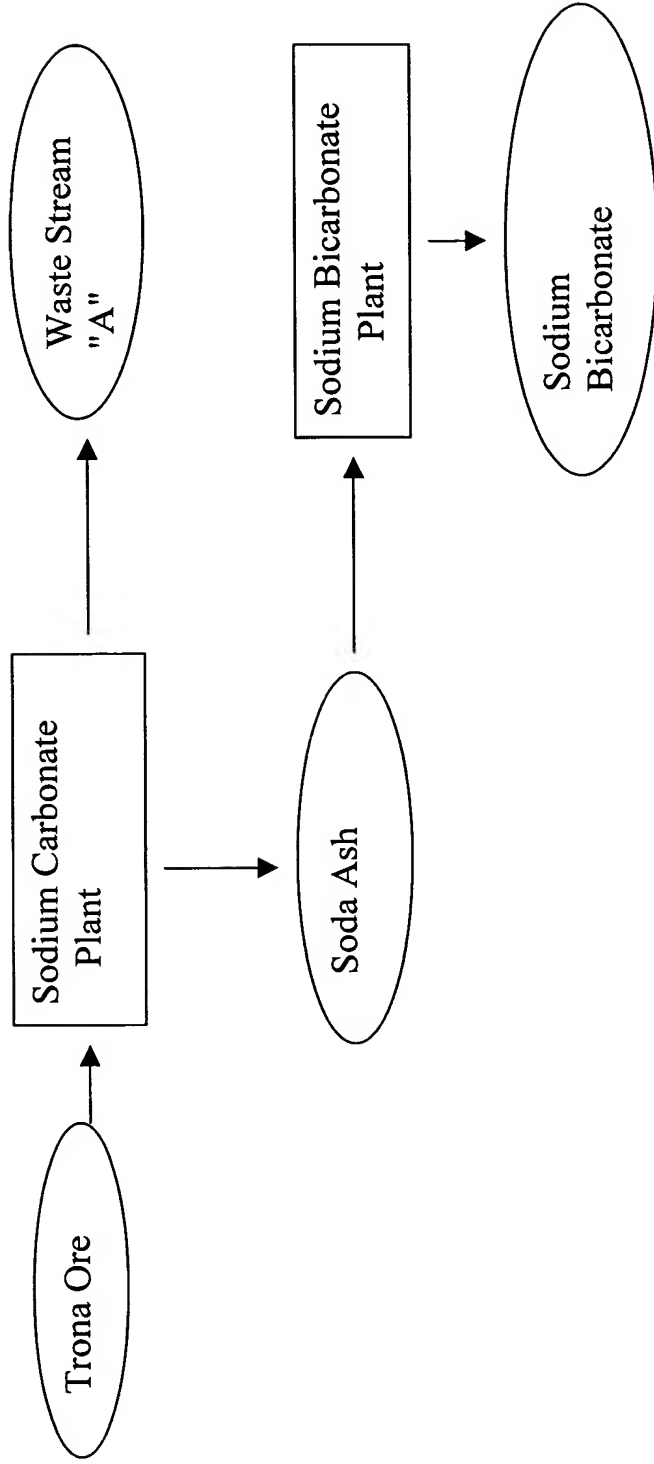 Trona Ore
Sodium Carbonate
Plant
Waste Stream
"A"
Soda Ash
Sodium Bicarbonate
Plant
Sodium
Bicarbonate